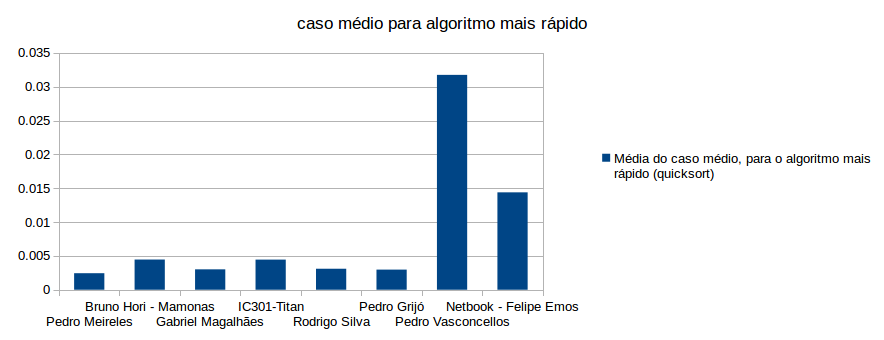 caso médio para algoritmo mais rápido
0.035
0.03
0.025
0.02
0.015
0.01
0.005
0
Bruno Hori - Mamonas
IC301-Titan
Pedro Grijó
Netbook - Felipe Emos
Pedro Meireles
Gabriel Magalhães
Rodrigo Silva
Pedro Vasconcellos
Média do caso médio, para o algoritmo mais
rápido (quicksort)